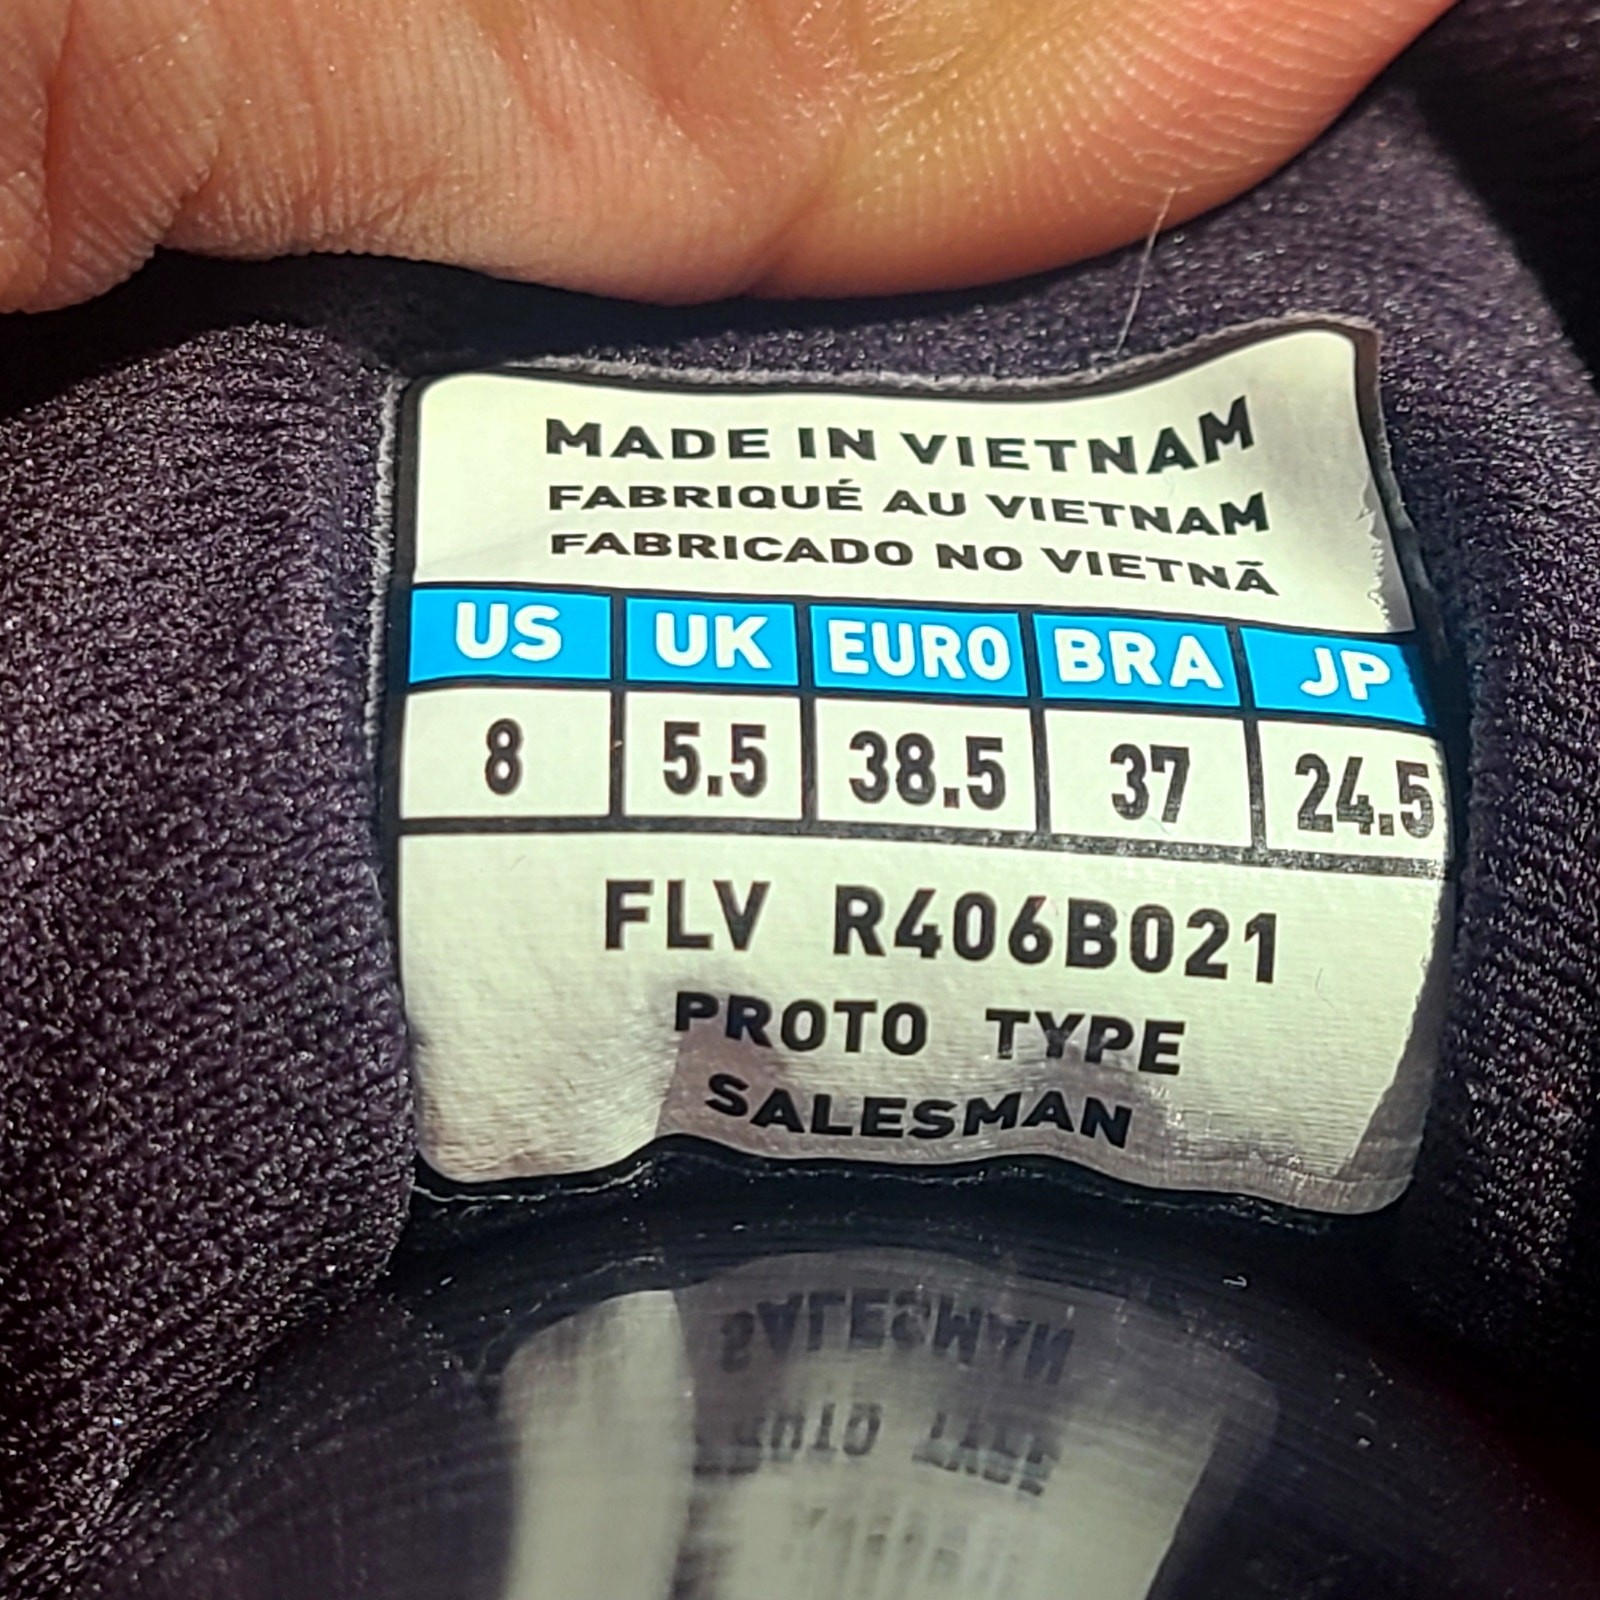 MADE IN VIETNAM
FABRIQUÉ AU VIETNAM
FABRICADO NO VIETNÃ
US UK EURO BRA JP
8 5.5 38.5 37 24.5
FLV R406B021
PROTO TYPE
SALESMAN